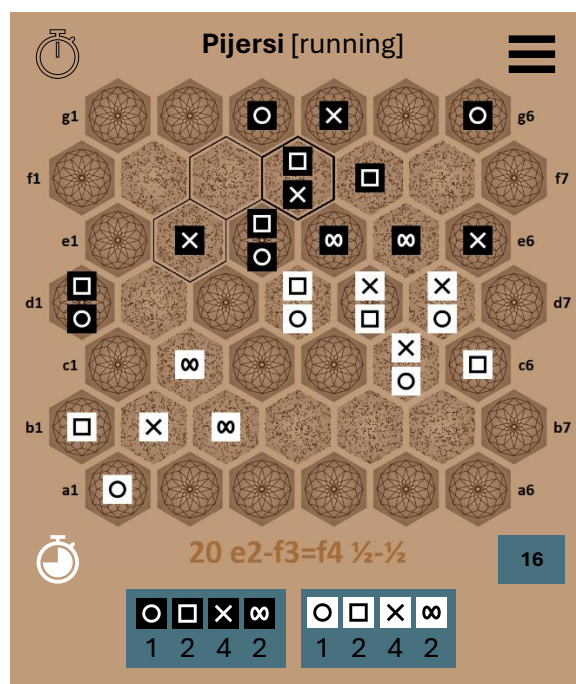 Pijersi [running]
g1 g6
f1 f7
e1 e6
d1 d7
c1 c6
b1 b7
a1 a6
20 e2-f3=f4 ½-½
16
1 2 4 2
1 2 4 2